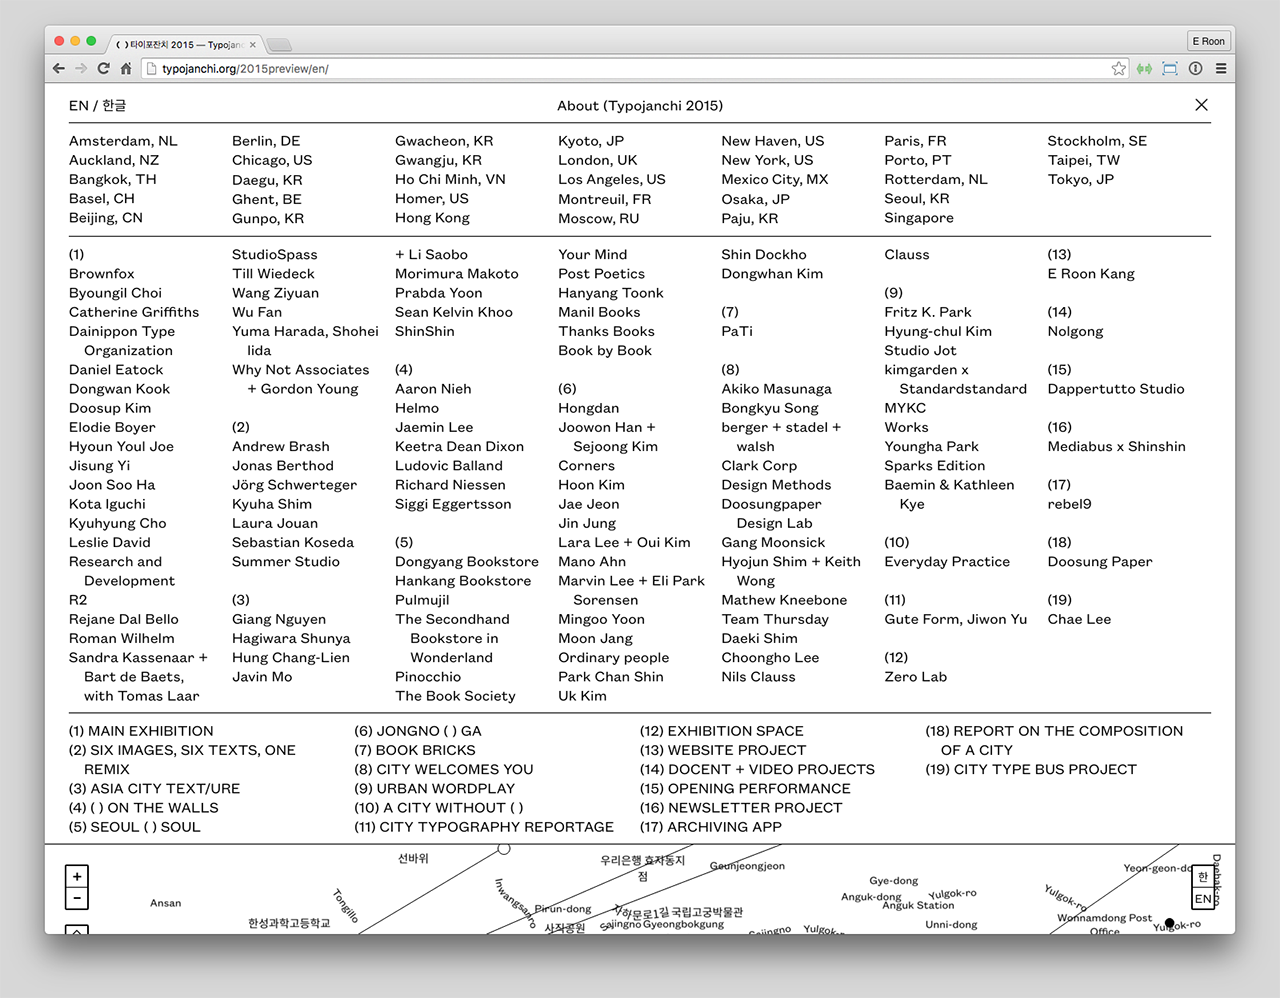 ( ) 타이포잔치 2015 — Typojanc
E Roon
typojanchi.org/2015preview/en/
EN / 한글
About (Typojanchi 2015)
Amsterdam, NL
Auckland, NZ
Bangkok, TH
Basel, CH
Beijing, CN
Berlin, DE
Chicago, US
Daegu, KR
Ghent, BE
Gunpo, KR
Gwacheon, KR
Gwangju, KR
Ho Chi Minh, VN
Homer, US
Hong Kong
Kyoto, JP
London, UK
Los Angeles, US
Montreuil, FR
Moscow, RU
New Haven, US
New York, US
Mexico City, MX
Osaka, JP
Paju, KR
Paris, FR
Porto, PT
Rotterdam, NL
Seoul, KR
Singapore
Stockholm, SE
Taipei, TW
Tokyo, JP
(1)
Brownfox
Byoungil Choi
Catherine Griffiths
Dainippon Type
Organization
Daniel Eatock
Dongwan Kook
Doosup Kim
Elodie Boyer
Hyoun Youl Joe
Jisung Yi
Joon Soo Ha
Kota Iguchi
Kyuhyung Cho
Leslie David
Research and
Development
R2
Rejane Dal Bello
Roman Wilhelm
Sandra Kassenaar +
Bart de Baets,
with Tomas Laar
StudioSpass
Till Wiedeck
Wang Ziyuan
Wu Fan
Yuma Harada, Shohei
Iida
Why Not Associates
+ Gordon Young
(2)
Andrew Brash
Jonas Berthod
Jörg Schwerteger
Kyuha Shim
Laura Jouan
Sebastian Koseda
Summer Studio
(3)
Giang Nguyen
Hagiwara Shunya
Hung Chang-Lien
Javin Mo
+ Li Saobo
Morimura Makoto
Prabda Yoon
Sean Kelvin Khoo
ShinShin
(4)
Aaron Nieh
Helmo
Jaemin Lee
Keetra Dean Dixon
Ludovic Balland
Richard Niessen
Siggi Eggertsson
(5)
Dongyang Bookstore
Hankang Bookstore
Pulmujil
The Secondhand
Bookstore in
Wonderland
Pinocchio
The Book Society
Your Mind
Post Poetics
Hanyang Toonk
Manil Books
Thanks Books
Book by Book
(6)
Hongdan
Joowon Han +
Sejoong Kim
Corners
Hoon Kim
Jae Jeon
Jin Jung
Lara Lee + Oui Kim
Mano Ahn
Marvin Lee + Eli Park
Sorensen
Mingoo Yoon
Moon Jang
Ordinary people
Park Chan Shin
Uk Kim
Shin Dockho
Dongwhan Kim
(7)
PaTi
(8)
Akiko Masunaga
Bongkyu Song
berger + stadel +
walsh
Clark Corp
Design Methods
Doosungpaper
Design Lab
Gang Moonsick
Hyojun Shim + Keith
Wong
Mathew Kneebone
Team Thursday
Daeki Shim
Choongho Lee
Nils Clauss
Clauss
(9)
Fritz K. Park
Hyung-chul Kim
Studio Jot
kimgarden x
Standardstandard
MYKC
Works
Youngha Park
Sparks Edition
Baemin & Kathleen
Kye
(10)
Everyday Practice
(11)
Gute Form, Jiwon Yu
(12)
Zero Lab
(13)
E Roon Kang
(14)
Nolgong
(15)
Dappertutto Studio
(16)
Mediabus x Shinshin
(17)
rebel9
(18)
Doosung Paper
(19)
Chae Lee
(1) MAIN EXHIBITION
(2) SIX IMAGES, SIX TEXTS, ONE
REMIX
(3) ASIA CITY TEXT/URE
(4) ( ) ON THE WALLS
(5) SEOUL ( ) SOUL
(6) JONGNO ( ) GA
(7) BOOK BRICKS
(8) CITY WELCOMES YOU
(9) URBAN WORDPLAY
(10) A CITY WITHOUT ( )
(11) CITY TYPOGRAPHY REPORTAGE
(12) EXHIBITION SPACE
(13) WEBSITE PROJECT
(14) DOCENT + VIDEO PROJECTS
(15) OPENING PERFORMANCE
(16) NEWSLETTER PROJECT
(17) ARCHIVING APP
(18) REPORT ON THE COMPOSITION
OF A CITY
(19) CITY TYPE BUS PROJECT
+
−
선바위
우리은행 효자동지
점
Geunjeongjeon
Yeon-geon-do
한
EN
Ansan
Tongillo
Inwangsanro
Pirun-dong
한성과학고등학교
사직공원
국립고궁박물관
Gyeongbokgung
Gye-dong
Anguk-dong
Anguk Station
Yulgok-ro
Unni-dong
Yulgok-ro
Wonnamdong Post
Office
Yulgok-ro